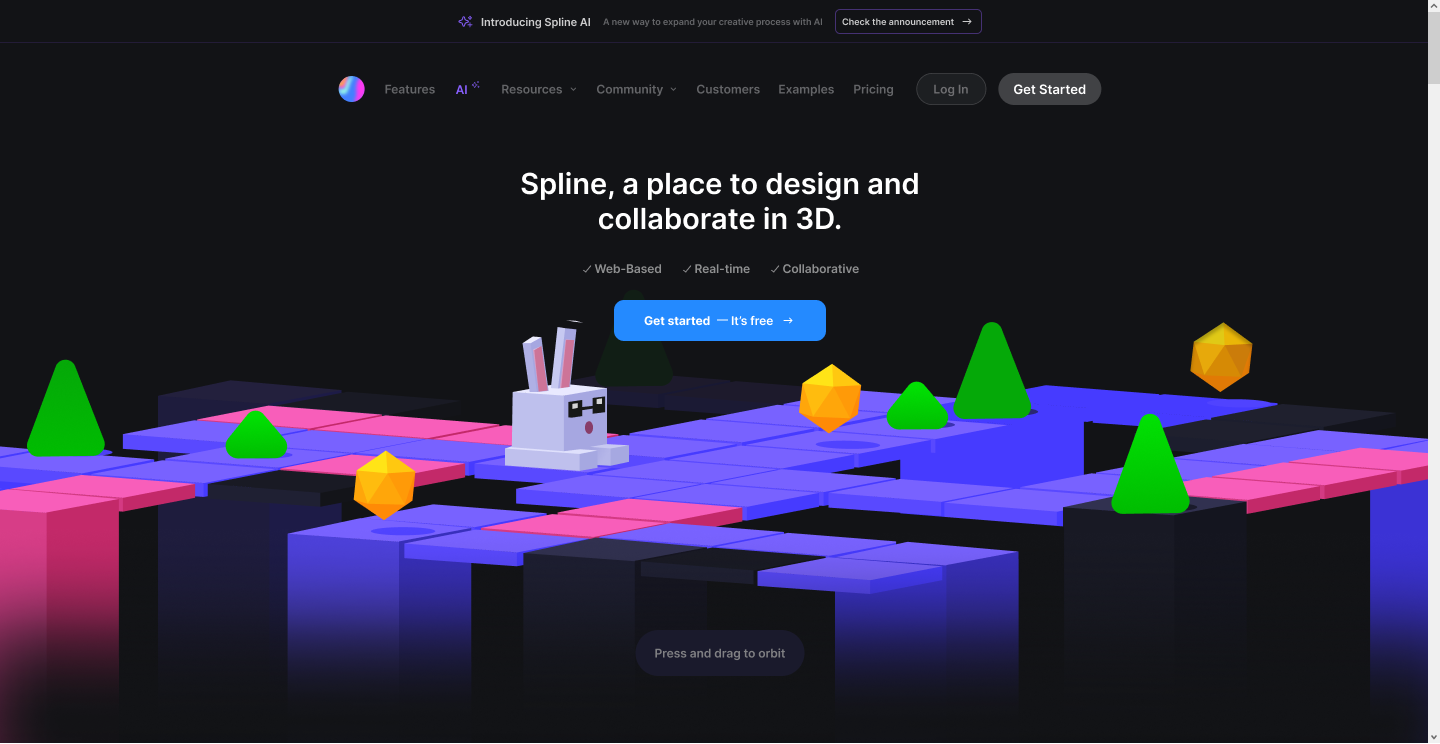 Introducing Spline AI A new way to expand your creative process with AI Check the announcement →
Features AI Resources Community Customers Examples Pricing Log In Get Started
Spline, a place to design and
collaborate in 3D.
✓ Web-Based ✓ Real-time ✓ Collaborative
Get started — It's free →
Press and drag to orbit